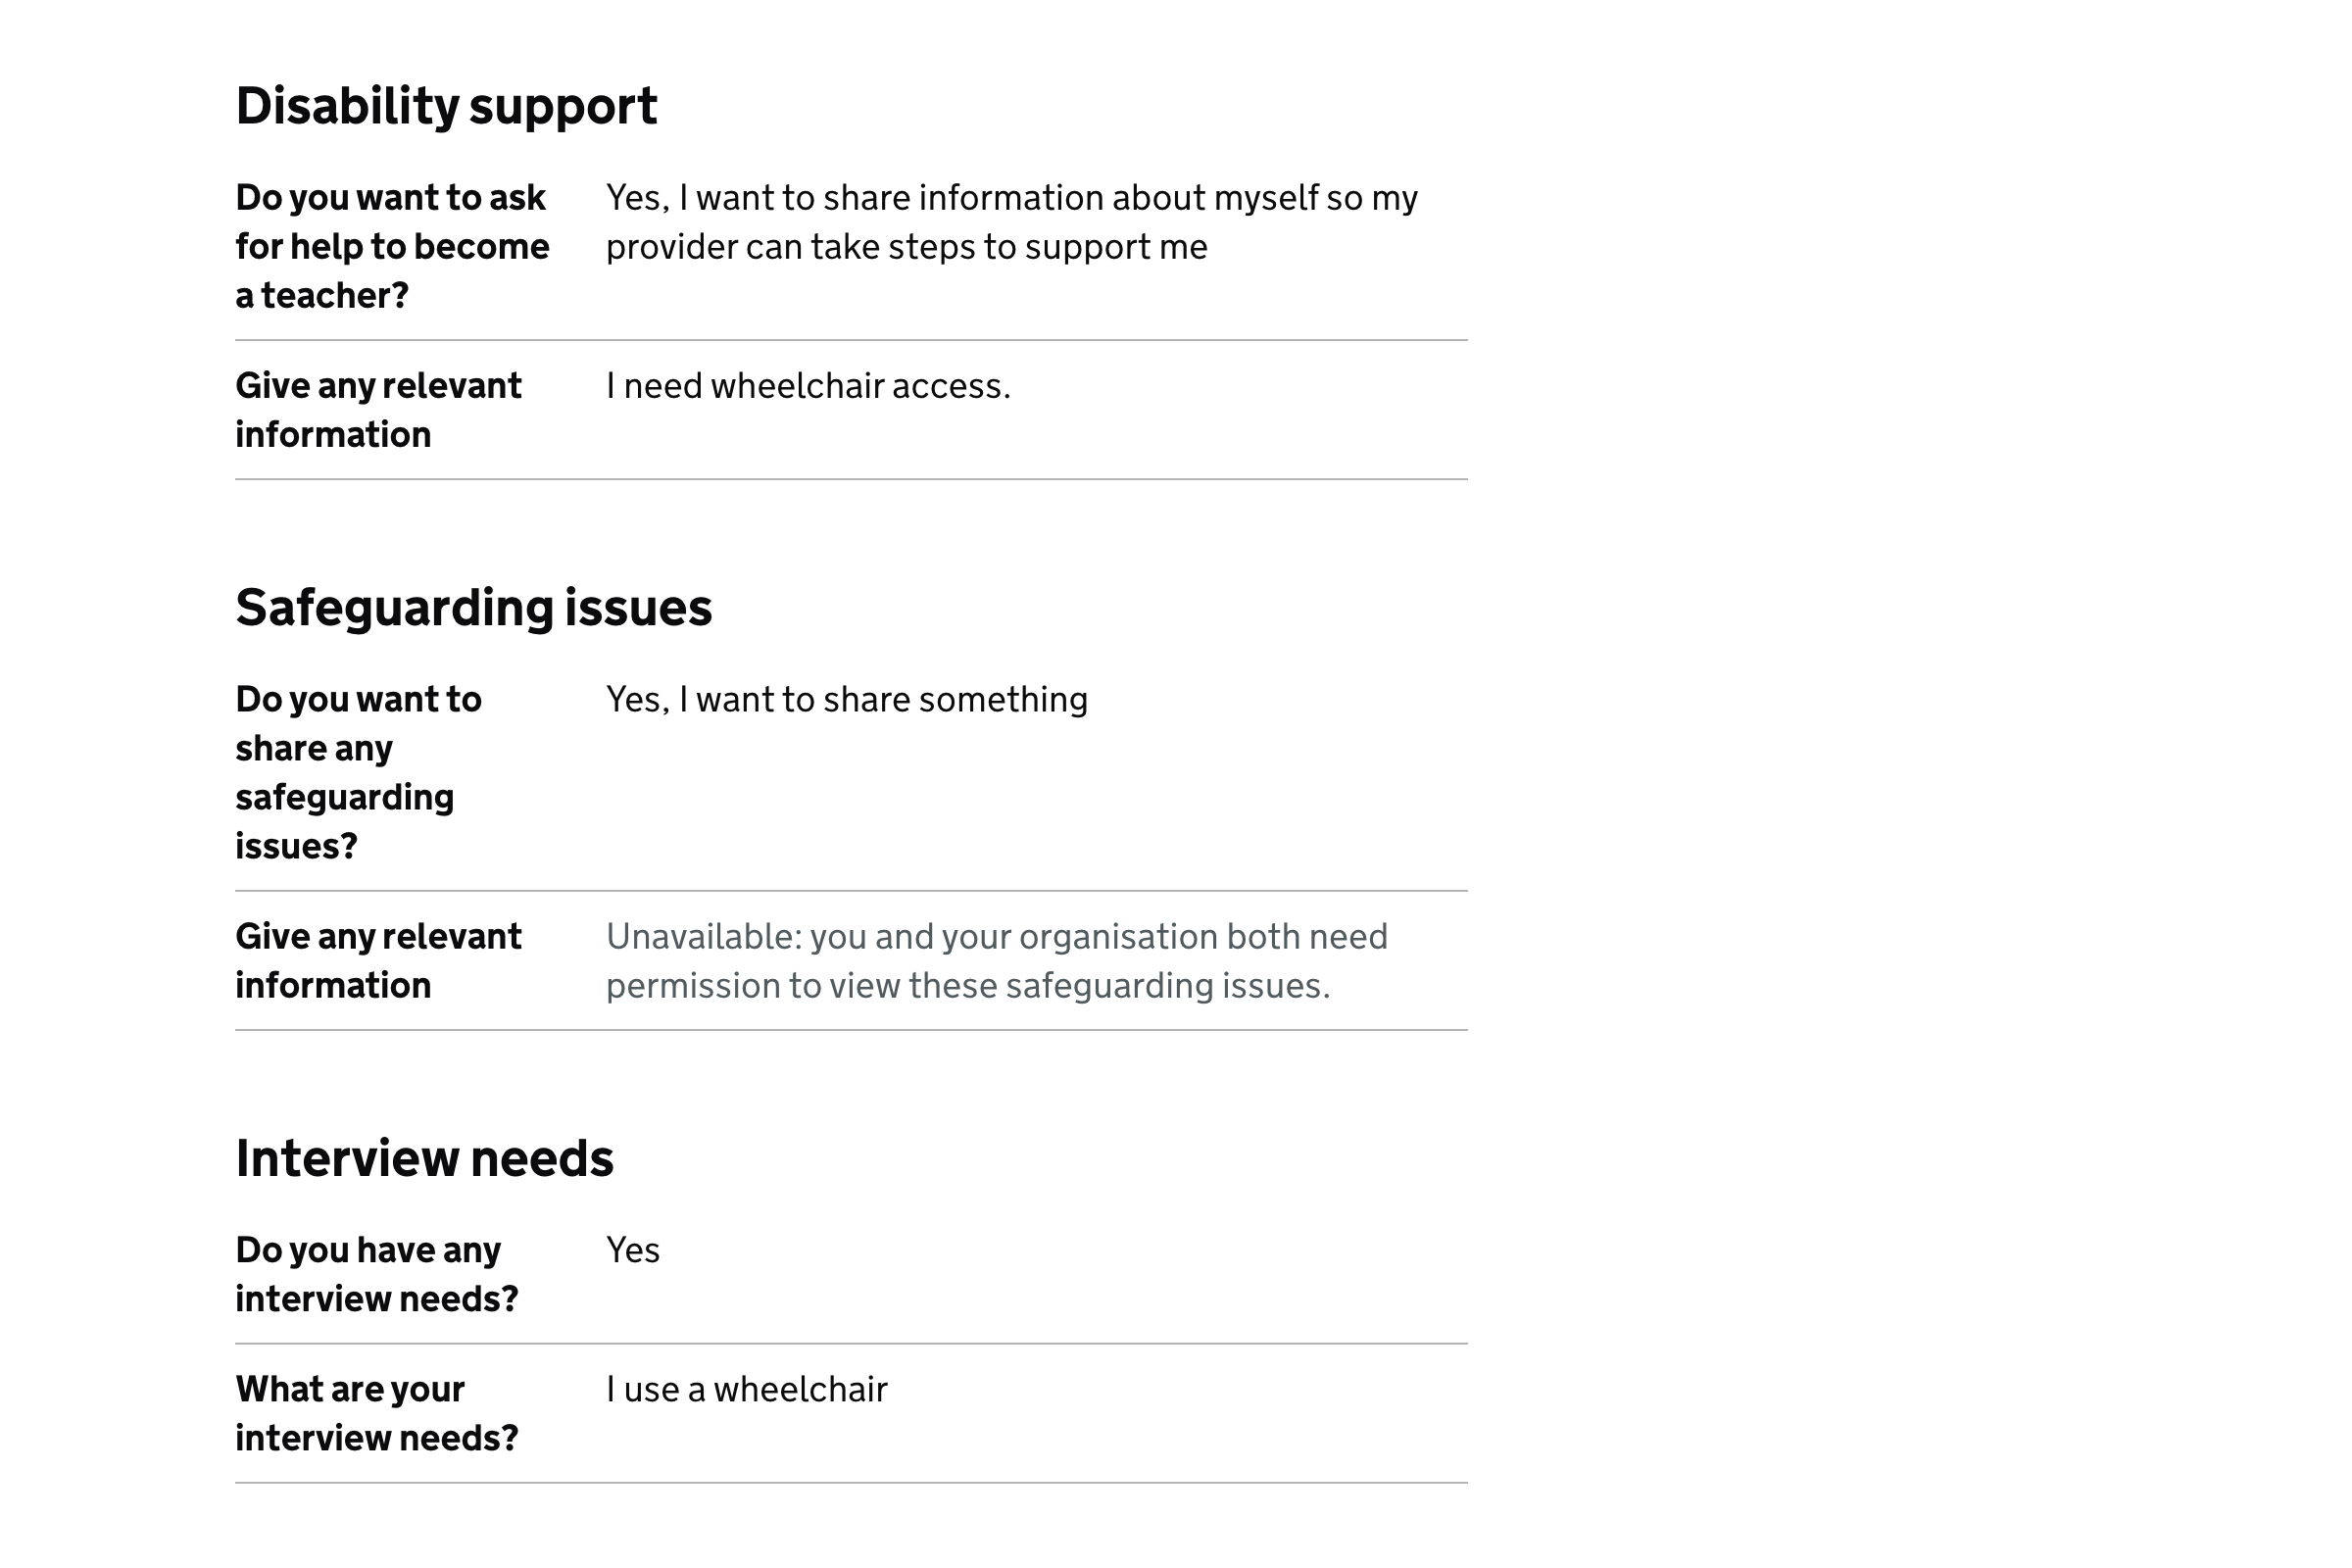 Disability support
Do you want to ask
for help to become
a teacher?
Yes, I want to share information about myself so my
provider can take steps to support me
Give any relevant
information
I need wheelchair access.
Safeguarding issues
Do you want to
share any
safeguarding
issues?
Yes, I want to share something
Give any relevant
information
Unavailable: you and your organisation both need
permission to view these safeguarding issues.
Interview needs
Do you have any
interview needs?
Yes
What are your
interview needs?
I use a wheelchair